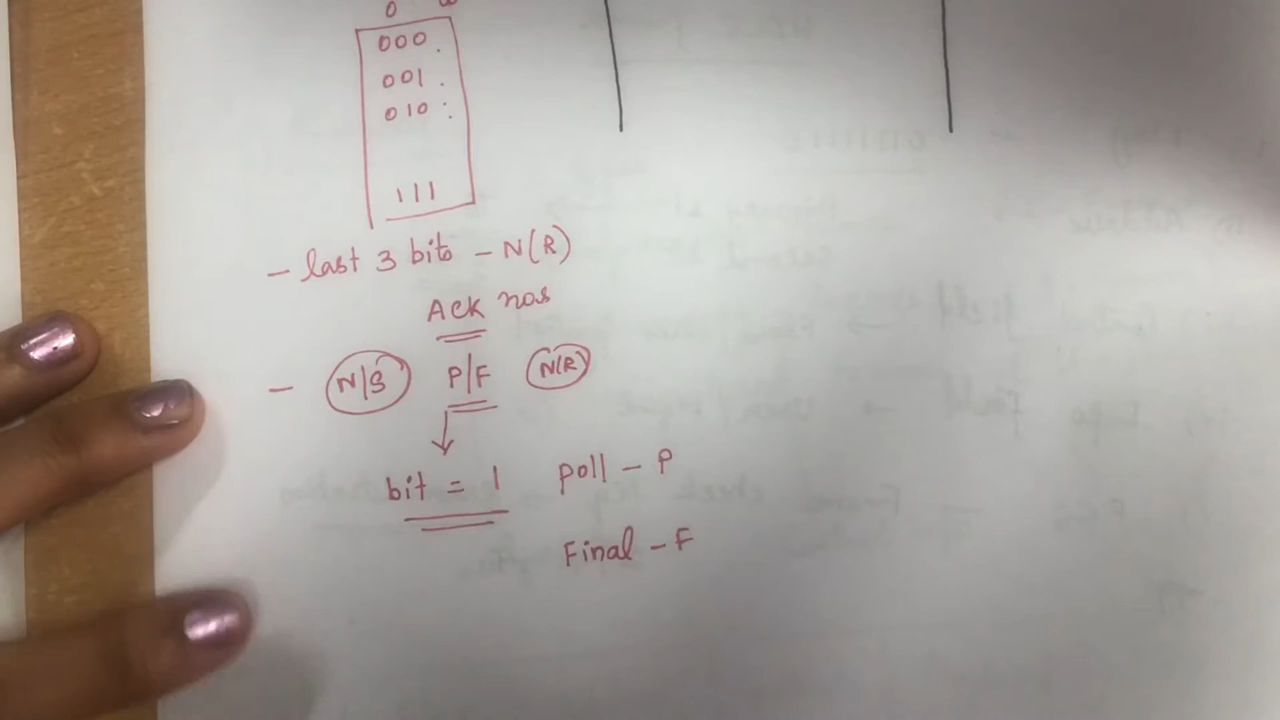 0
000 .
001 .
010 :
111
- last 3 bits - N(R)
Ack nos
- N/S P/F N(R)
bit = 1 poll - P
Final - F